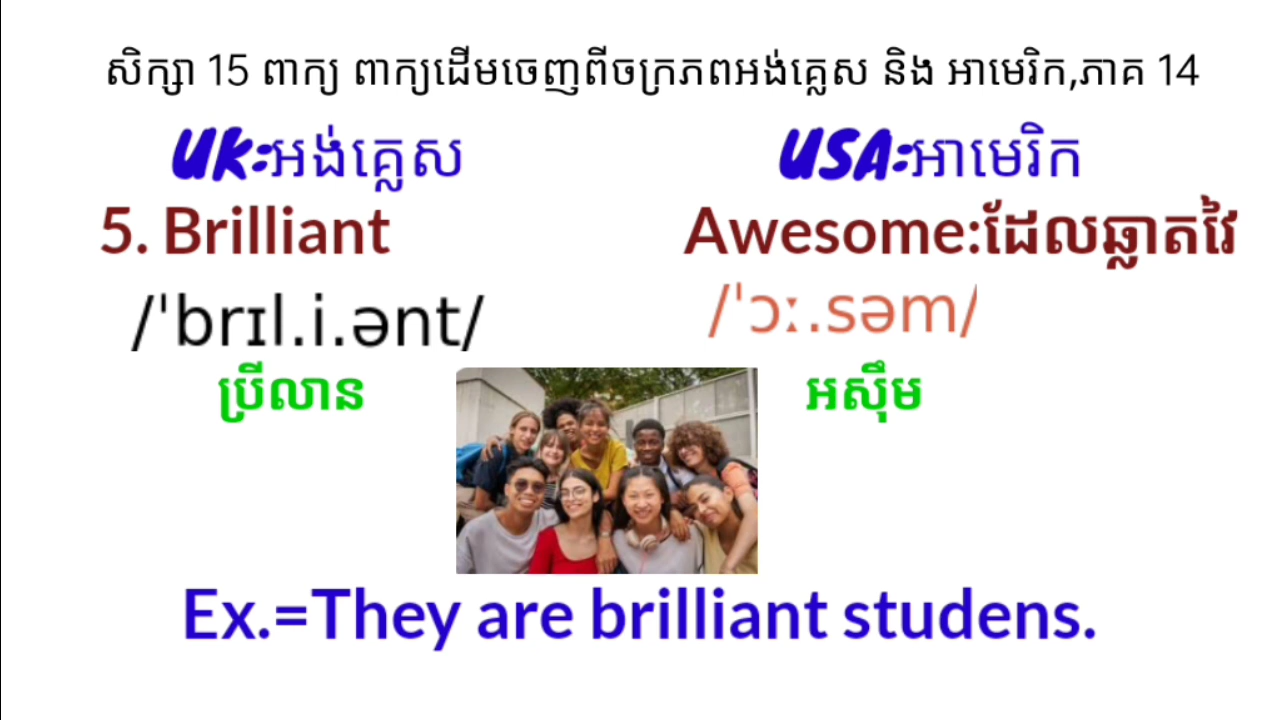 សិក្សា 15 ពាក្យ ពាក្យដើមចេញពីចក្រភពអង់គ្លេស និង អាមេរិក,ភាគ 14
UK:អង់គ្លេស USA:អាមេរិក
5. Brilliant Awesome:ដែលឆ្លាតវៃ
/ˈbrɪl.i.ənt/ /ˈɔː.səm/
ប្រីលាន អស៊ឹម
Ex.=They are brilliant studens.